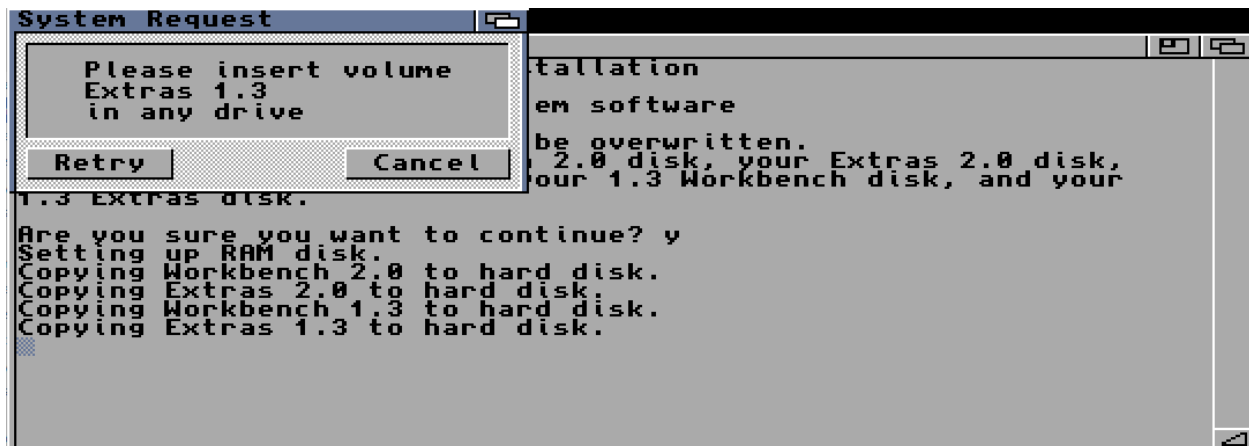 System Request
Please insert volume
Extras 1.3
in any drive
Retry
Cancel
tallation
em software
be overwritten.
2.0 disk, your Extras 2.0 disk,
our 1.3 Workbench disk, and your
1.3 Extras disk.
Are you sure you want to continue? y
Setting up RAM disk.
Copying Workbench 2.0 to hard disk.
Copying Extras 2.0 to hard disk.
Copying Workbench 1.3 to hard disk.
Copying Extras 1.3 to hard disk.